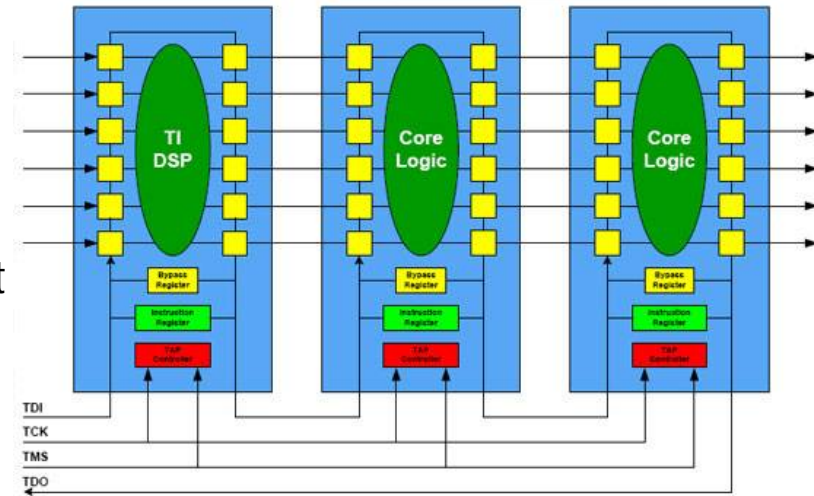 TI
DSP
Core
Logic
Core
Logic
t
Bypass
Register
Bypass
Register
Bypass
Register
Instruction
Register
Instruction
Register
Instruction
Register
TAP
Controller
TAP
Controller
TAP
Controller
TDI
TCK
TMS
TDO